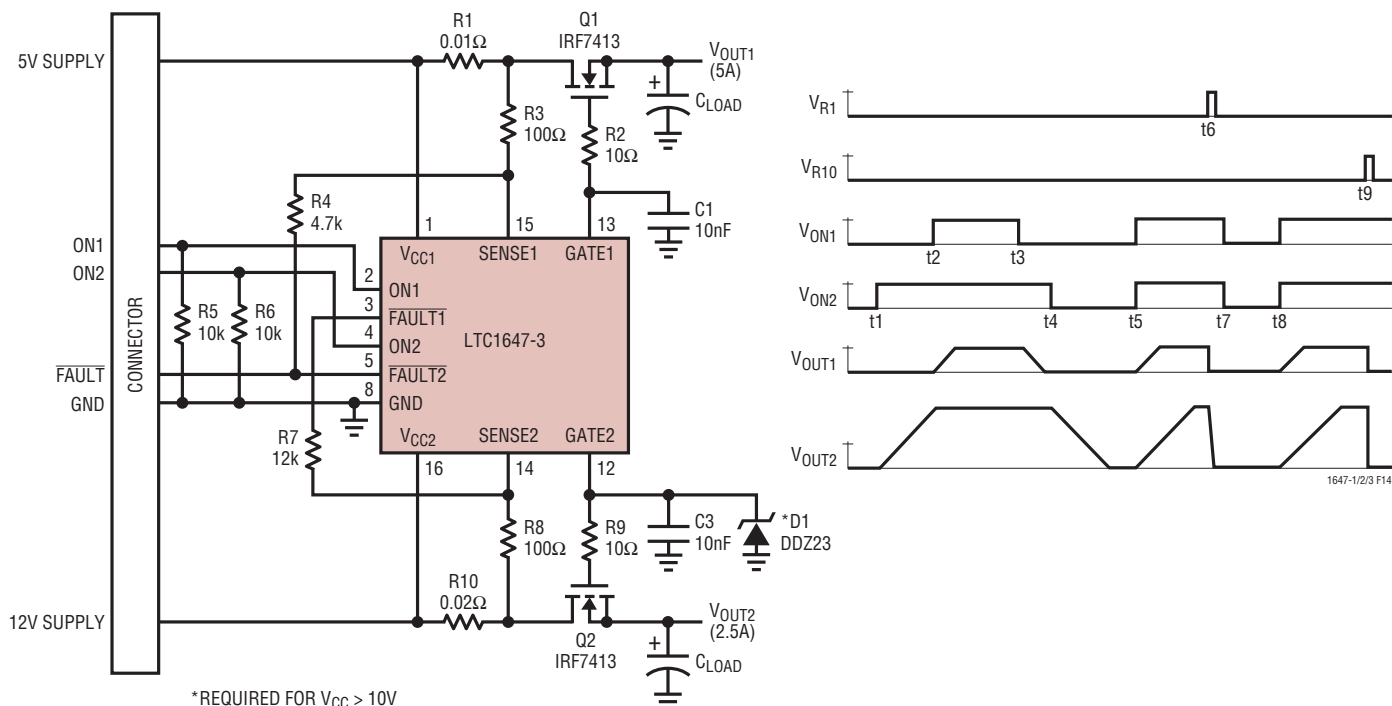 5V SUPPLY
ON1
ON2
FAULT
GND
12V SUPPLY
CONNECTOR
R1
0.01Ω
Q1
IRF7413
VOUT1
(5A)
CLOAD
R3
100Ω
R2
10Ω
R4
4.7k
C1
10nF
R5
10k
R6
10k
R7
12k
1
15
13
VCC1
SENSE1
GATE1
2
ON1
3
FAULT1
4
ON2
5
FAULT2
8
GND
LTC1647-3
VCC2
SENSE2
GATE2
16
14
12
R8
100Ω
R9
10Ω
C3
10nF
*D1
DDZ23
R10
0.02Ω
Q2
IRF7413
VOUT2
(2.5A)
CLOAD
*REQUIRED FOR VCC > 10V
VR1
t6
VR10
t9
VON1
t2
t3
VON2
t1
t4
t5
t7
t8
VOUT1
VOUT2
1647-1/2/3 F14